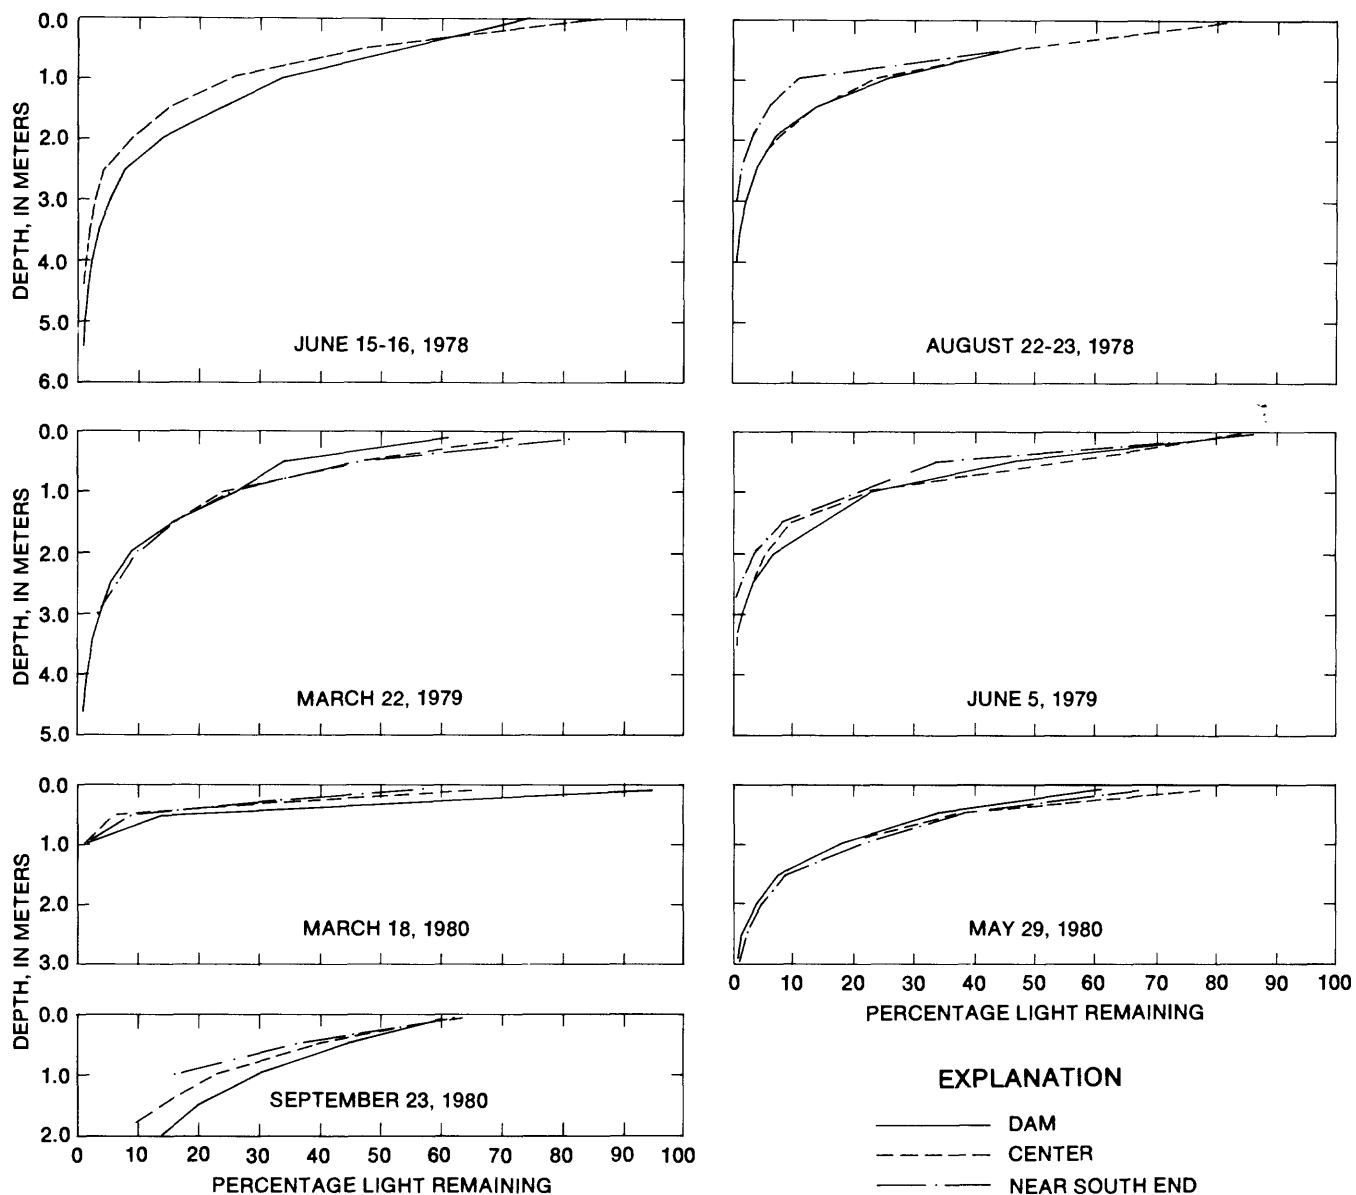 0.0
1.0
2.0
3.0
4.0
5.0
6.0
DEPTH, IN METERS
JUNE 15-16, 1978
AUGUST 22-23, 1978
0.0
1.0
2.0
3.0
4.0
5.0
DEPTH, IN METERS
MARCH 22, 1979
JUNE 5, 1979
0.0
1.0
2.0
3.0
DEPTH, IN METERS
MARCH 18, 1980
MAY 29, 1980
0 10 20 30 40 50 60 70 80 90 100
PERCENTAGE LIGHT REMAINING
0.0
1.0
2.0
SEPTEMBER 23, 1980
0 10 20 30 40 50 60 70 80 90 100
PERCENTAGE LIGHT REMAINING
EXPLANATION
DAM
CENTER
NEAR SOUTH END